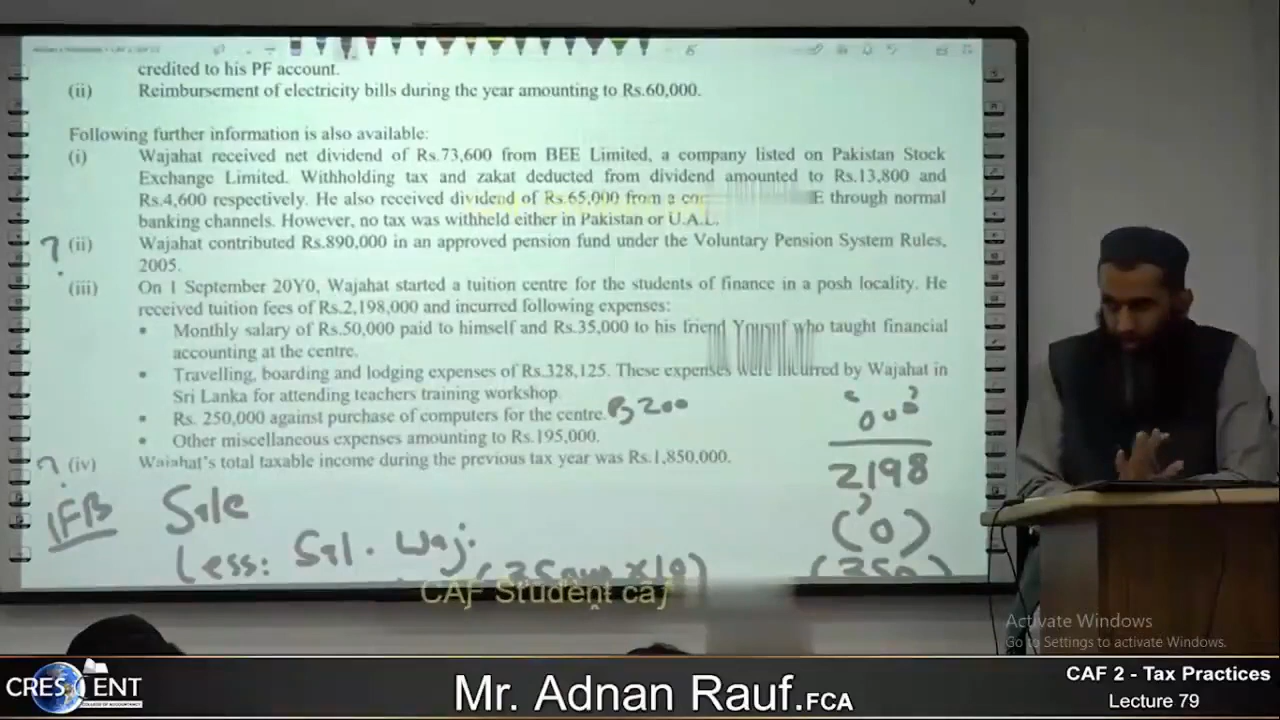 credited to his PF account.
(ii) Reimbursement of electricity bills during the year amounting to Rs.60,000.
Following further information is also available:
(i) Wajahat received net dividend of Rs.73,600 from BEE Limited, a company listed on Pakistan Stock
Exchange Limited. Withholding tax and zakat deducted from dividend amounted to Rs.13,800 and
Rs.4,600 respectively. He also received dividend of Rs.65,000 from a E through normal
banking channels. However, no tax was withheld either in Pakistan or U.A.E.
? (ii) Wajahat contributed Rs.890,000 in an approved pension fund under the Voluntary Pension System Rules,
2005.
(iii) On 1 September 20Y0, Wajahat started a tuition centre for the students of finance in a posh locality. He
received tuition fees of Rs.2,198,000 and incurred following expenses:
• Monthly salary of Rs.50,000 paid to himself and Rs.35,000 to his friend Yousuf who taught financial
accounting at the centre.
• Travelling, boarding and lodging expenses of Rs.328,125. These expenses were incurred by Wajahat in
Sri Lanka for attending teachers training workshop.
• Rs. 250,000 against purchase of computers for the centre.
• Other miscellaneous expenses amounting to Rs.195,000.
? (iv) Wajahat's total taxable income during the previous tax year was Rs.1,850,000.
"000"
2198
IFB Sale
(0)
Less: Sal. Waj.
(350)
CAF Student caf
Activate Windows
Go to Settings to activate Windows.
CRESCENT
COLLEGE OF ACCOUNTANCY
Mr. Adnan Rauf.FCA
CAF 2 - Tax Practices
Lecture 79